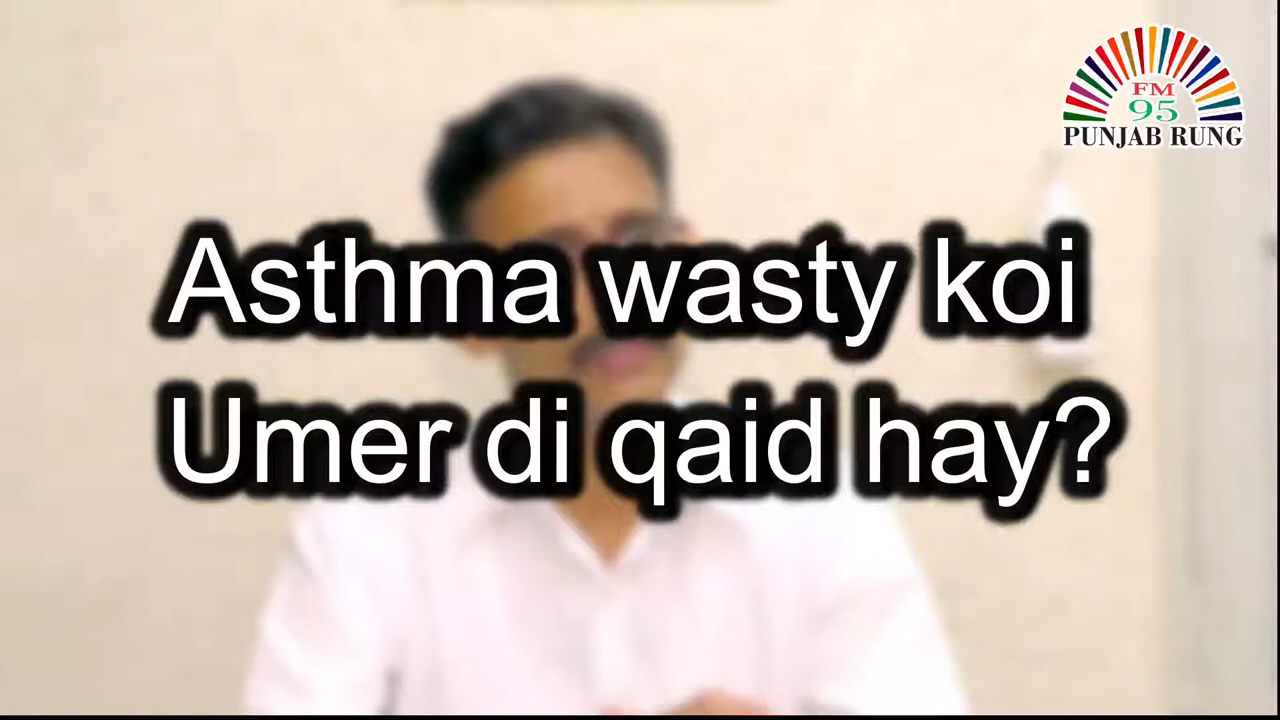 FM
95
PUNJAB RUNG
Asthma wasty koi
Umer di qaid hay?